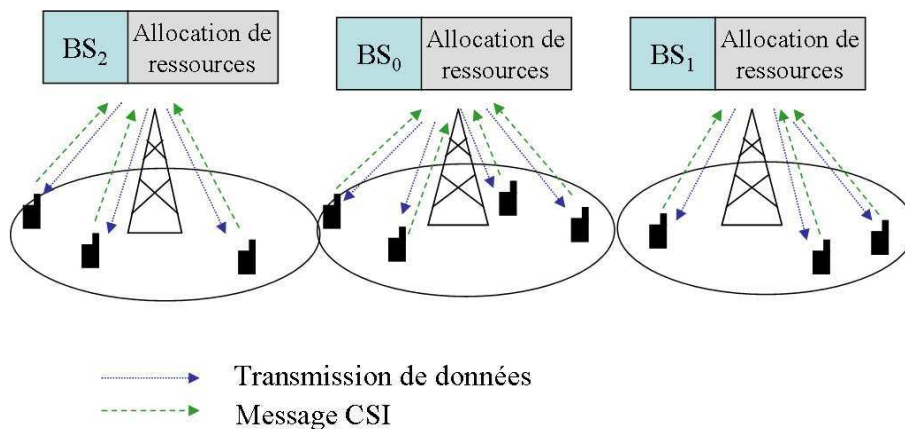 BS₂ Allocation de ressources
BS₀ Allocation de ressources
BS₁ Allocation de ressources
Transmission de données
Message CSI